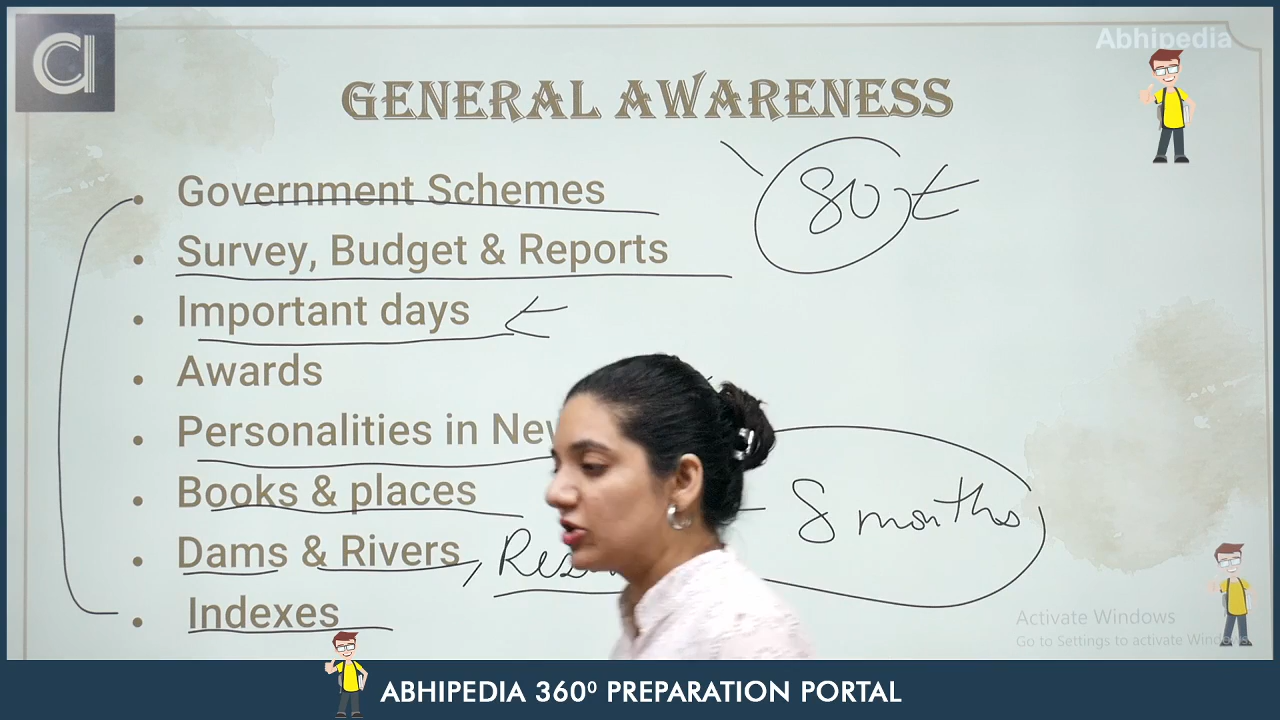 Abhipedia
GENERAL AWARENESS
80
Government Schemes
Survey, Budget & Reports
Important days
Awards
Personalities in
Books & places
8 months
Dams & Rivers,
Indexes
Activate Windows
Go to Settings to activate Windows.
ABHIPEDIA 360⁰ PREPARATION PORTAL